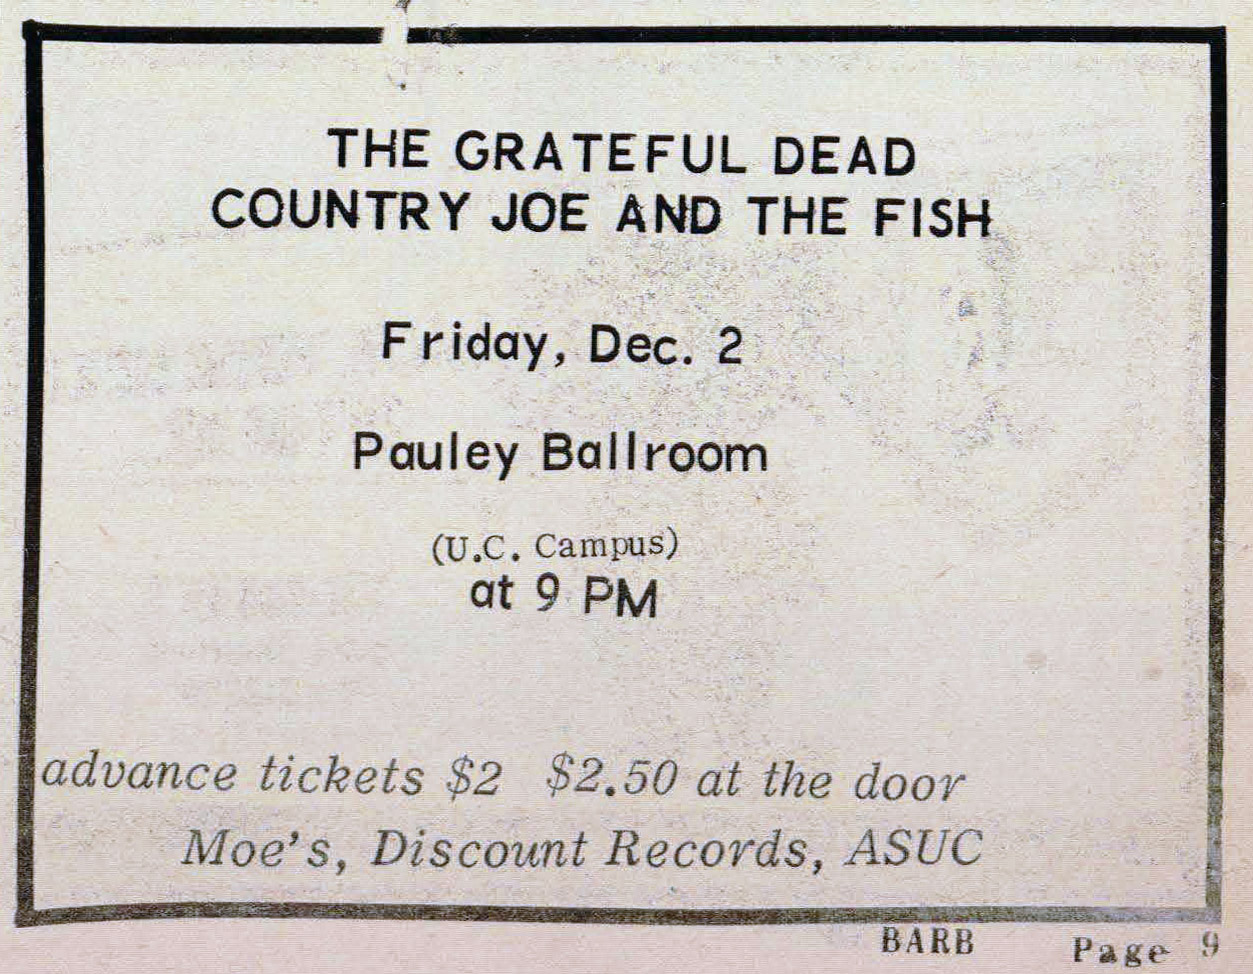 THE GRATEFUL DEAD
COUNTRY JOE AND THE FISH
Friday, Dec. 2
Pauley Ballroom
(U.C. Campus)
at 9 PM
advance tickets $2 $2.50 at the door
Moe's, Discount Records, ASUC
BARB Page 9